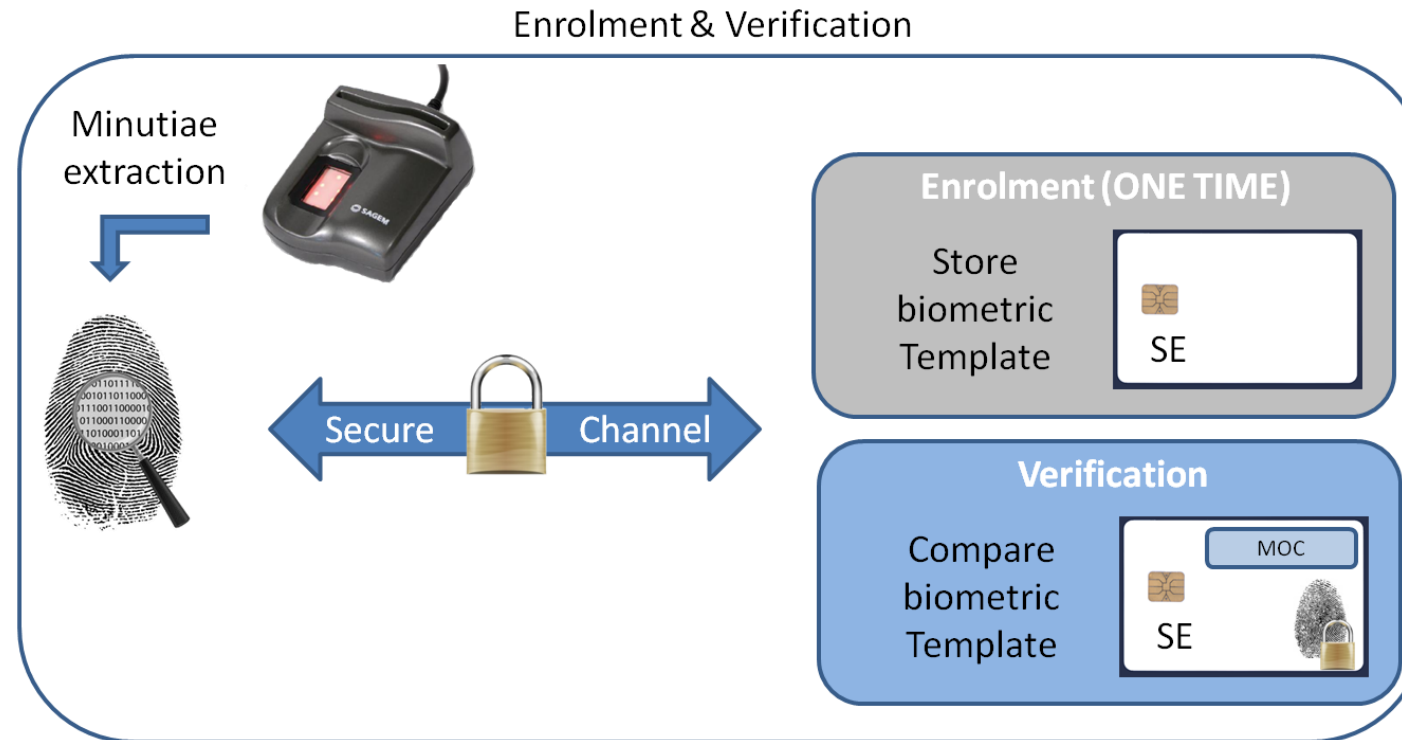 Enrolment & Verification
Minutiae
extraction
SAGEM
Enrolment (ONE TIME)
Store
biometric
Template
SE
Secure
Channel
Verification
Compare
biometric
Template
MOC
SE